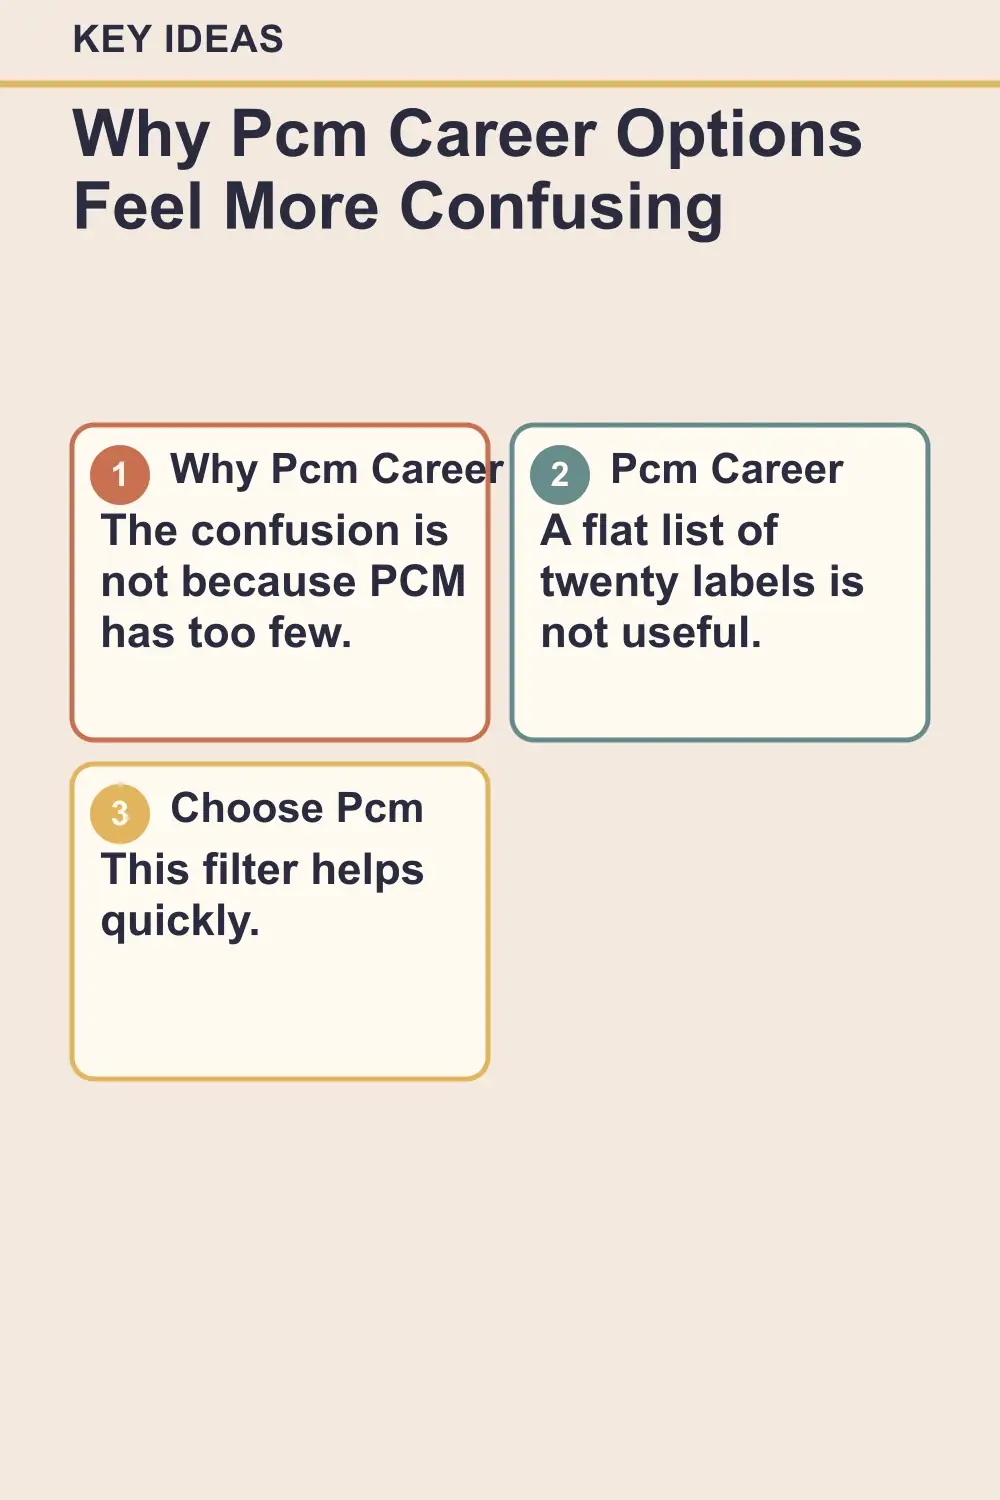 KEY IDEAS
Why Pcm Career Options
Feel More Confusing
1 Why Pcm Career
The confusion is
not because PCM
has too few.
2 Pcm Career
A flat list of
twenty labels is
not useful.
3 Choose Pcm
This filter helps
quickly.